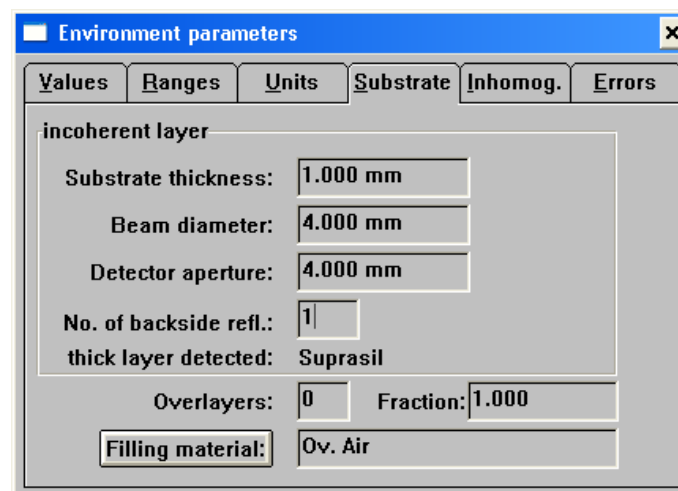 Environment parameters
Values Ranges Units Substrate Inhomog. Errors
incoherent layer
Substrate thickness: 1.000 mm
Beam diameter: 4.000 mm
Detector aperture: 4.000 mm
No. of backside refl.: 1
thick layer detected: Suprasil
Overlayers: 0 Fraction: 1.000
Filling material: Ov. Air